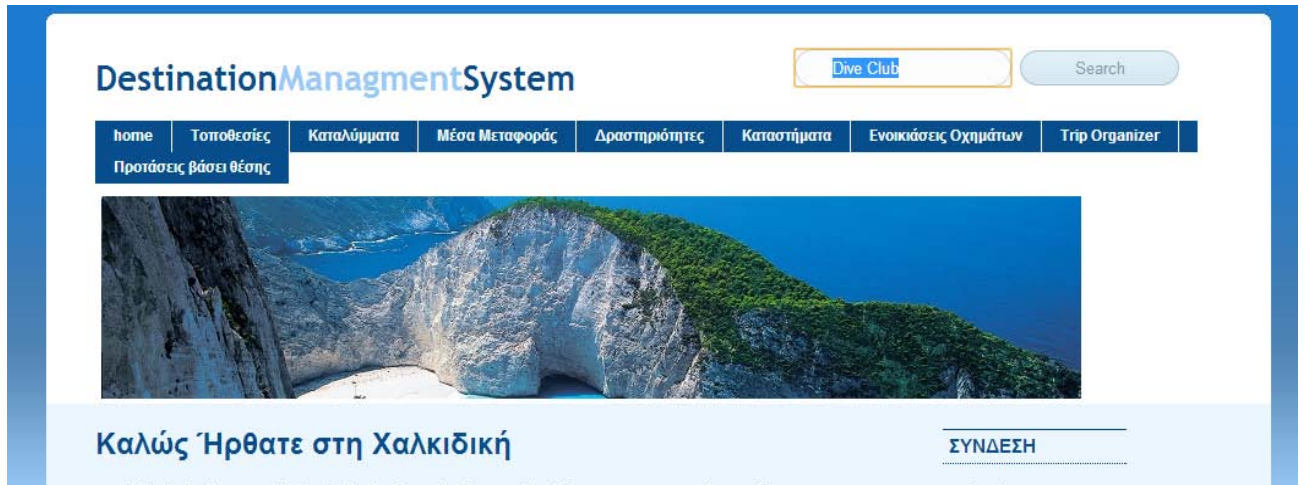 DestinationManagmentSystem
Dive Club
Search
home Τοποθεσίες Καταλύμματα Μέσα Μεταφοράς Δραστηριότητες Καταστήματα Ενοικιάσεις Οχημάτων Trip Organizer
Προτάσεις βάσει θέσης
Καλώς Ήρθατε στη Χαλκιδική
ΣΥΝΔΕΣΗ